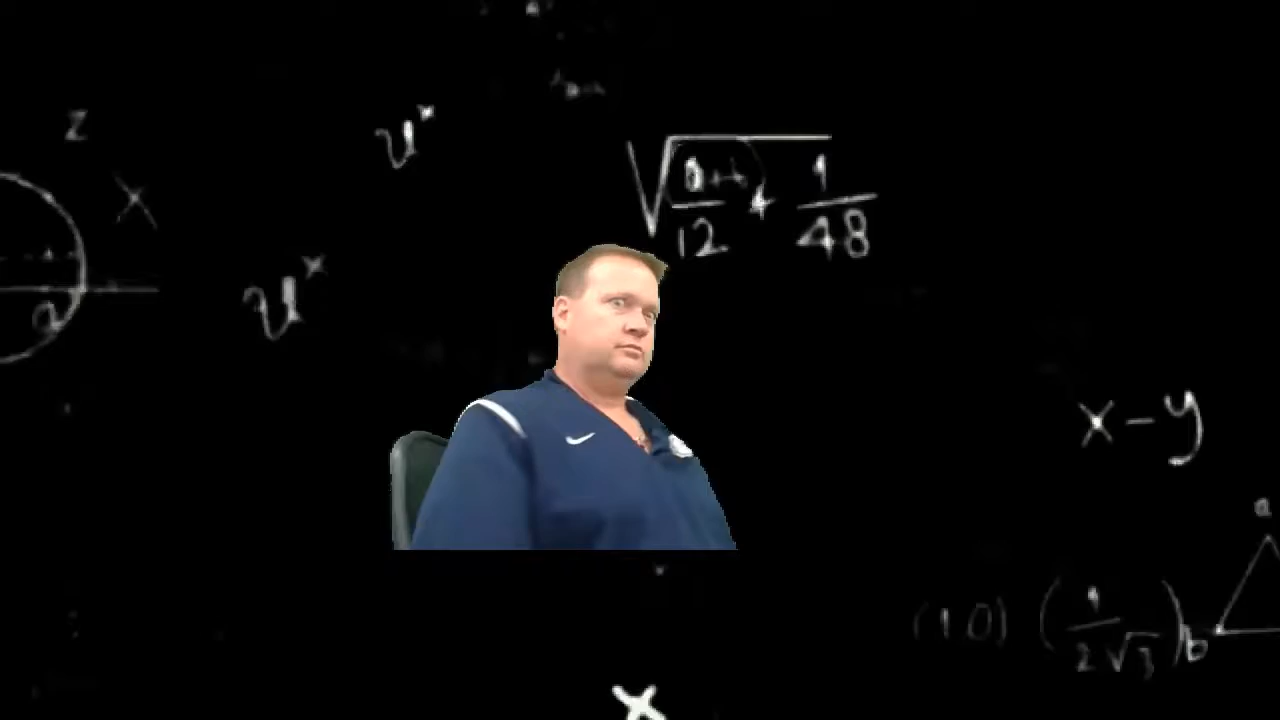 z
x
u^x
√
12
+ 1/48
u^x
a
x - y
a
(1.0) (1/(2√3))
b
x